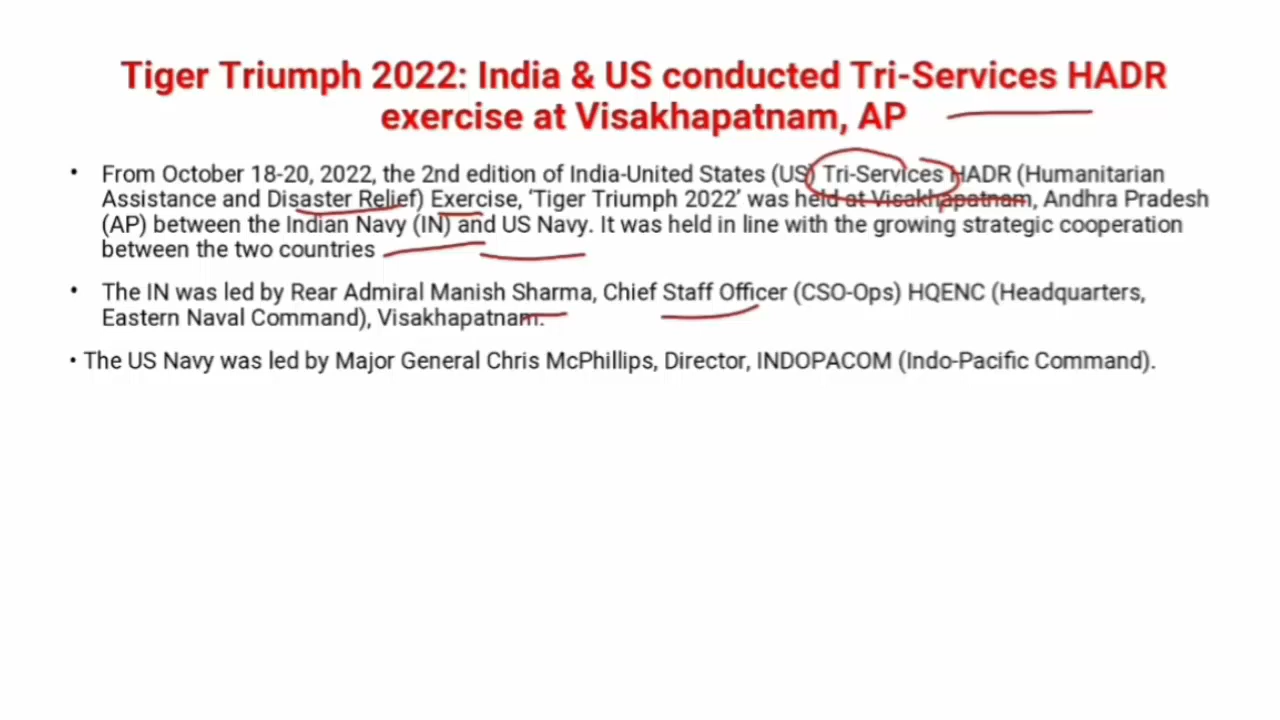 Tiger Triumph 2022: India & US conducted Tri-Services HADR
exercise at Visakhapatnam, AP
• From October 18-20, 2022, the 2nd edition of India-United States (US) Tri-Services HADR (Humanitarian
Assistance and Disaster Relief) Exercise, ‘Tiger Triumph 2022’ was held at Visakhapatnam, Andhra Pradesh
(AP) between the Indian Navy (IN) and US Navy. It was held in line with the growing strategic cooperation
between the two countries
• The IN was led by Rear Admiral Manish Sharma, Chief Staff Officer (CSO-Ops) HQENC (Headquarters,
Eastern Naval Command), Visakhapatnam.
• The US Navy was led by Major General Chris McPhillips, Director, INDOPACOM (Indo-Pacific Command).